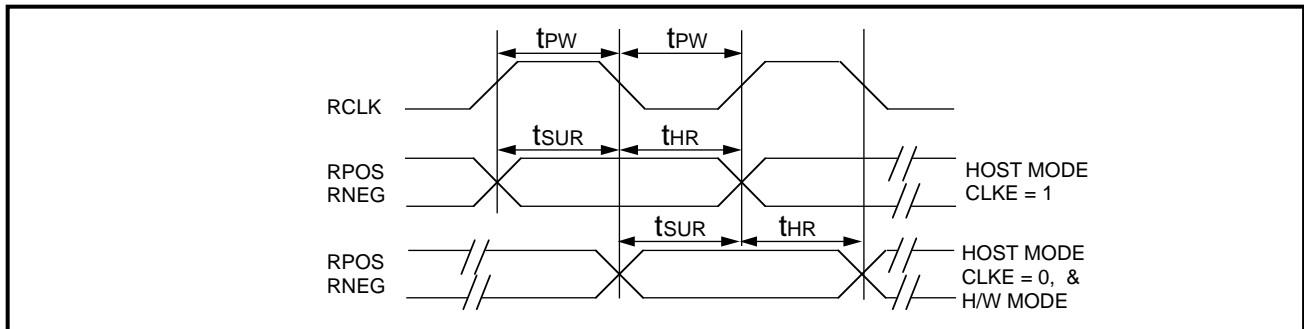 tPW tPW
RCLK
tSUR tHR
RPOS
RNEG
HOST MODE
CLKE = 1
tSUR tHR
RPOS
RNEG
HOST MODE
CLKE = 0, &
H/W MODE